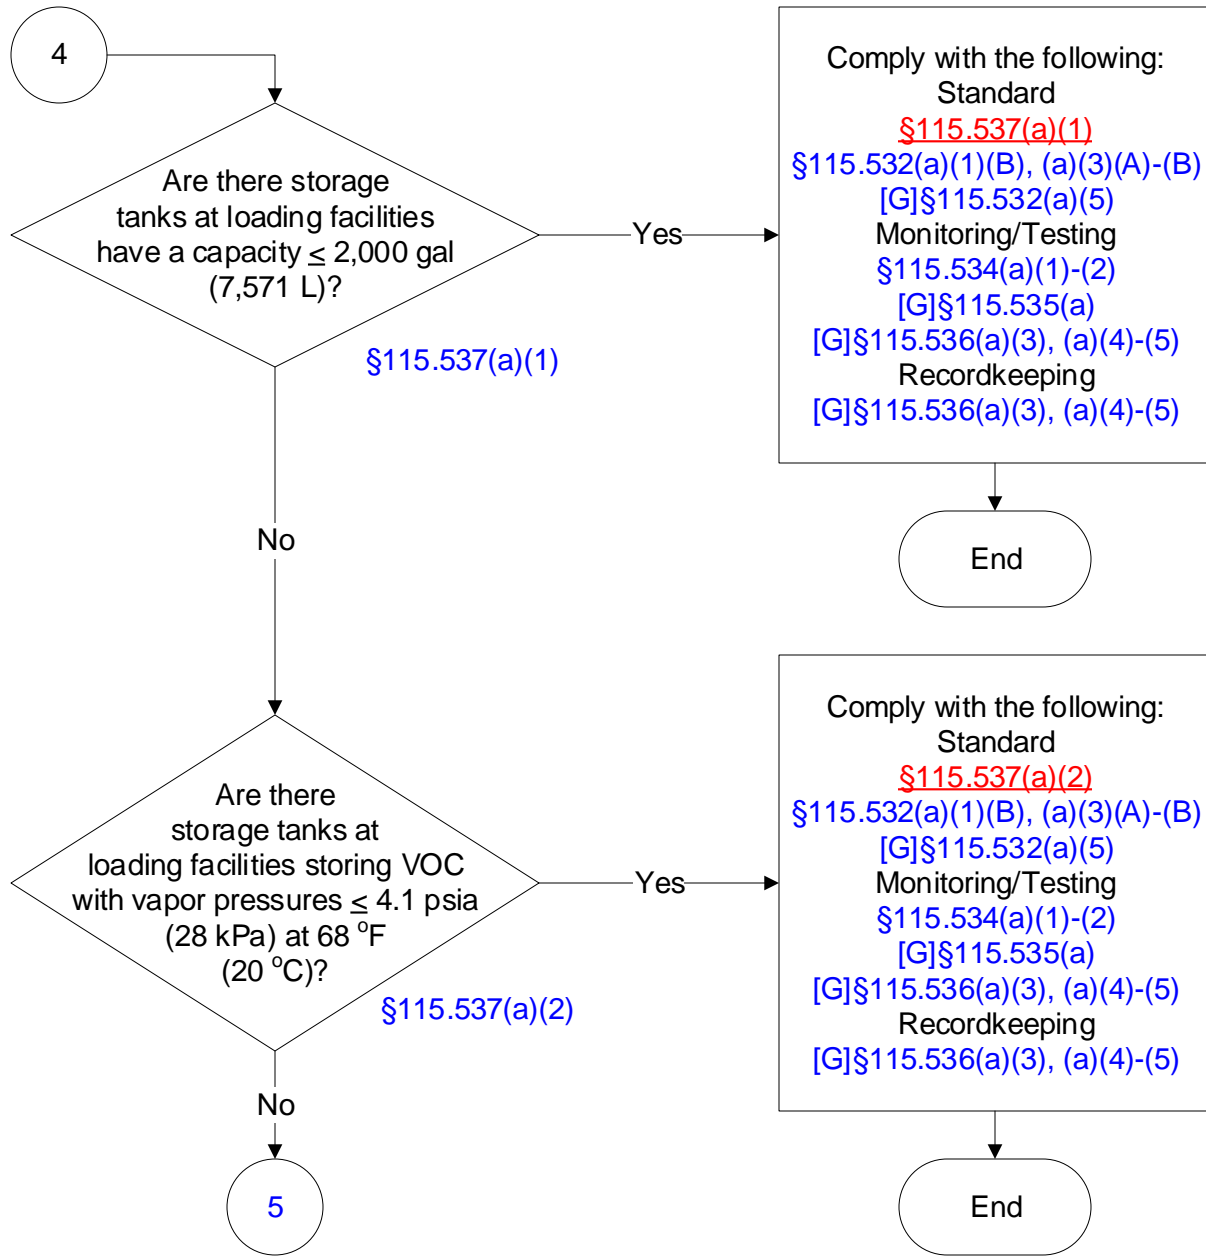 4
Are there storage
tanks at loading facilities
have a capacity ≤ 2,000 gal
(7,571 L)?
§115.537(a)(1)
Yes
Comply with the following:
Standard
§115.537(a)(1)
§115.532(a)(1)(B), (a)(3)(A)-(B)
[G]§115.532(a)(5)
Monitoring/Testing
§115.534(a)(1)-(2)
[G]§115.535(a)
[G]§115.536(a)(3), (a)(4)-(5)
Recordkeeping
[G]§115.536(a)(3), (a)(4)-(5)
End
No
Are there
storage tanks at
loading facilities storing VOC
with vapor pressures ≤ 4.1 psia
(28 kPa) at 68 °F
(20 °C)?
§115.537(a)(2)
Yes
Comply with the following:
Standard
§115.537(a)(2)
§115.532(a)(1)(B), (a)(3)(A)-(B)
[G]§115.532(a)(5)
Monitoring/Testing
§115.534(a)(1)-(2)
[G]§115.535(a)
[G]§115.536(a)(3), (a)(4)-(5)
Recordkeeping
[G]§115.536(a)(3), (a)(4)-(5)
End
No
5